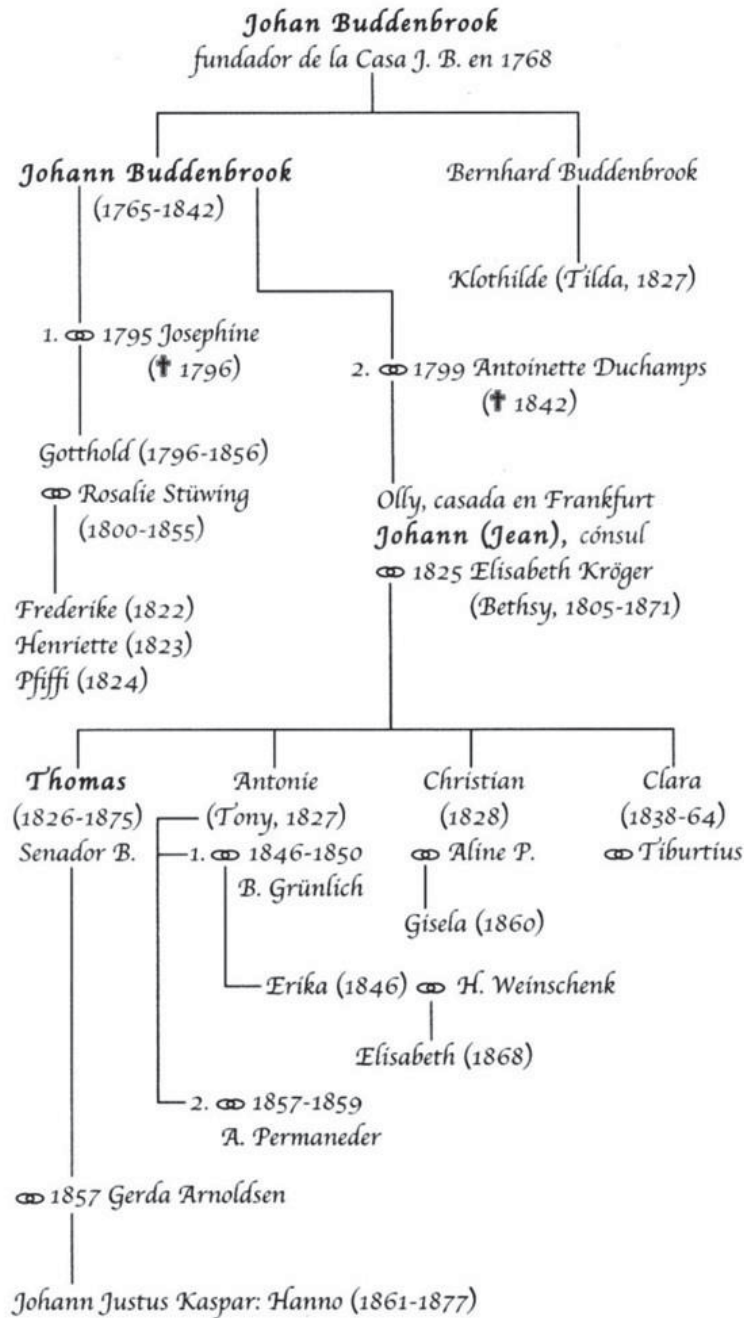 Johan Buddenbrook
fundador de la Casa J. B. en 1768
Johann Buddenbrook
(1765-1842)
Bernhard Buddenbrook
Klothilde (Tilda, 1827)
1. ⚭ 1795 Josephine
(✝ 1796)
2. ⚭ 1799 Antoinette Duchamps
(✝ 1842)
Gotthold (1796-1856)
⚭ Rosalie Stüwing
(1800-1855)
Olly, casada en Frankfurt
Johann (Jean), cónsul
⚭ 1825 Elisabeth Kröger
(Bethsy, 1805-1871)
Frederike (1822)
Henriette (1823)
Pfiffi (1824)
Thomas
(1826-1875)
Senador B.
Antonie
(Tony, 1827)
1. ⚭ 1846-1850
B. Grünlich
Christian
(1828)
⚭ Aline P.
Gisela (1860)
Clara
(1838-64)
⚭ Tiburtius
Erika (1846) ⚭ H. Weinschenk
Elisabeth (1868)
2. ⚭ 1857-1859
A. Permaneder
⚭ 1857 Gerda Arnoldsen
Johann Justus Kaspar: Hanno (1861-1877)